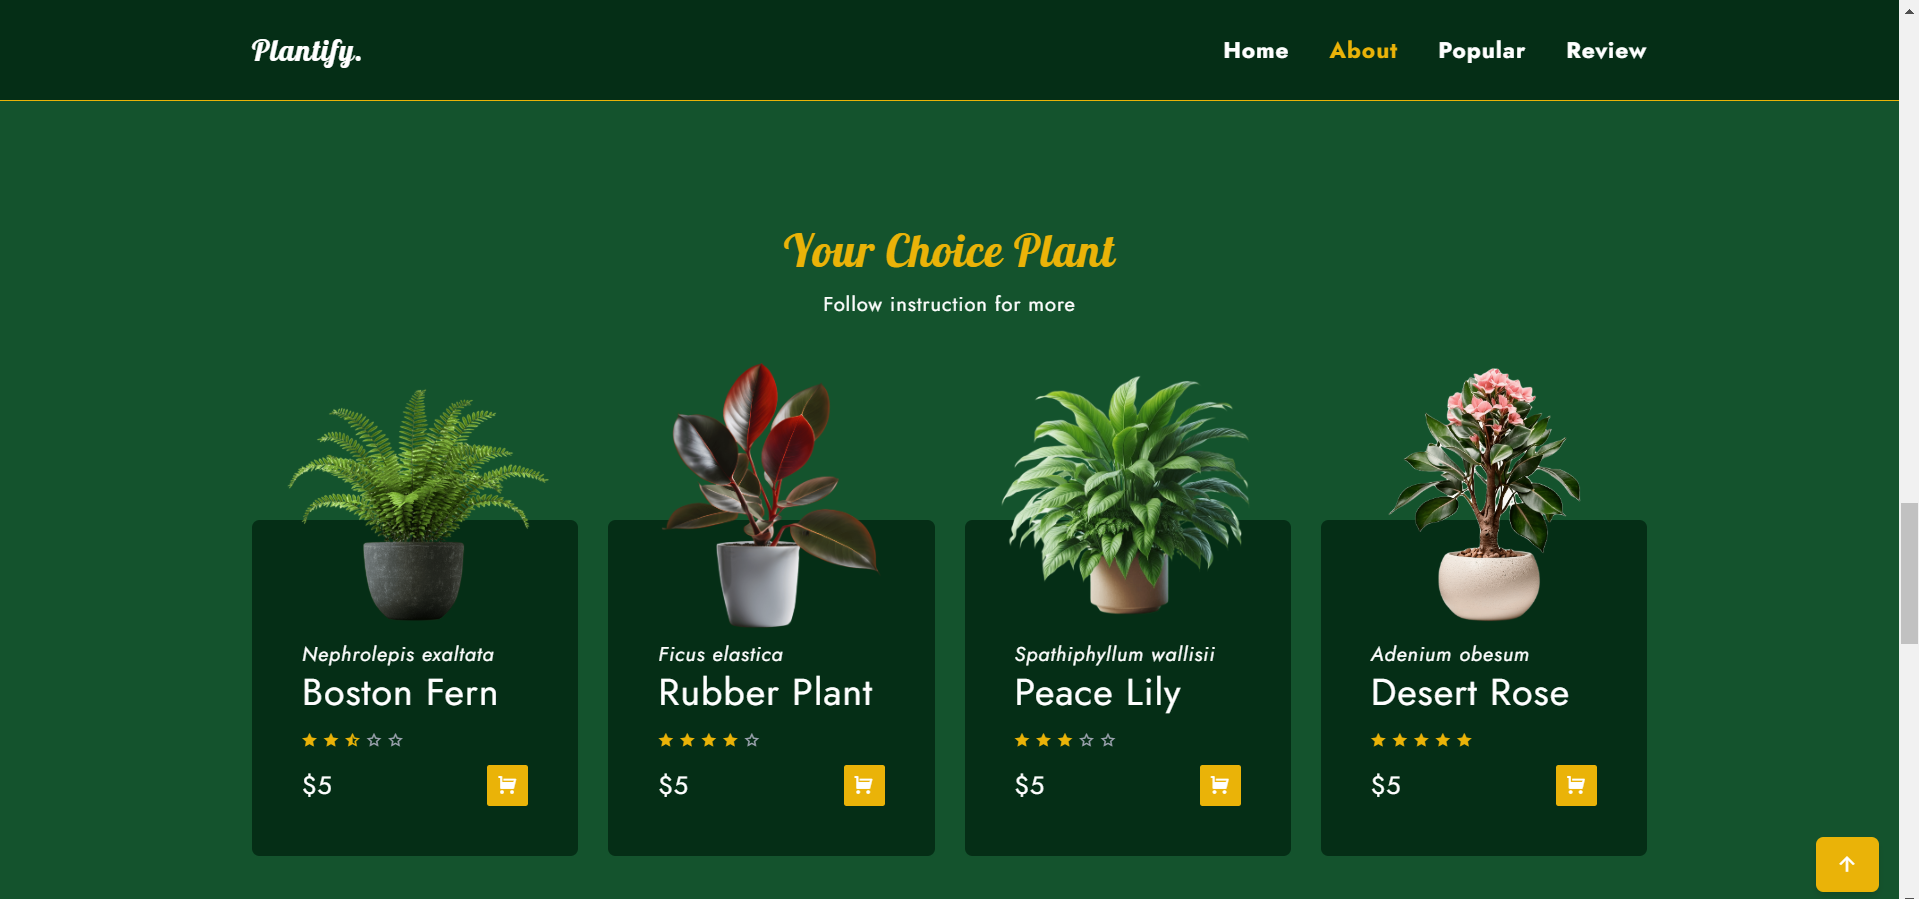 Plantify.
Home About Popular Review
Your Choice Plant
Follow instruction for more
Nephrolepis exaltata
Boston Fern
$5
Ficus elastica
Rubber Plant
$5
Spathiphyllum wallisii
Peace Lily
$5
Adenium obesum
Desert Rose
$5